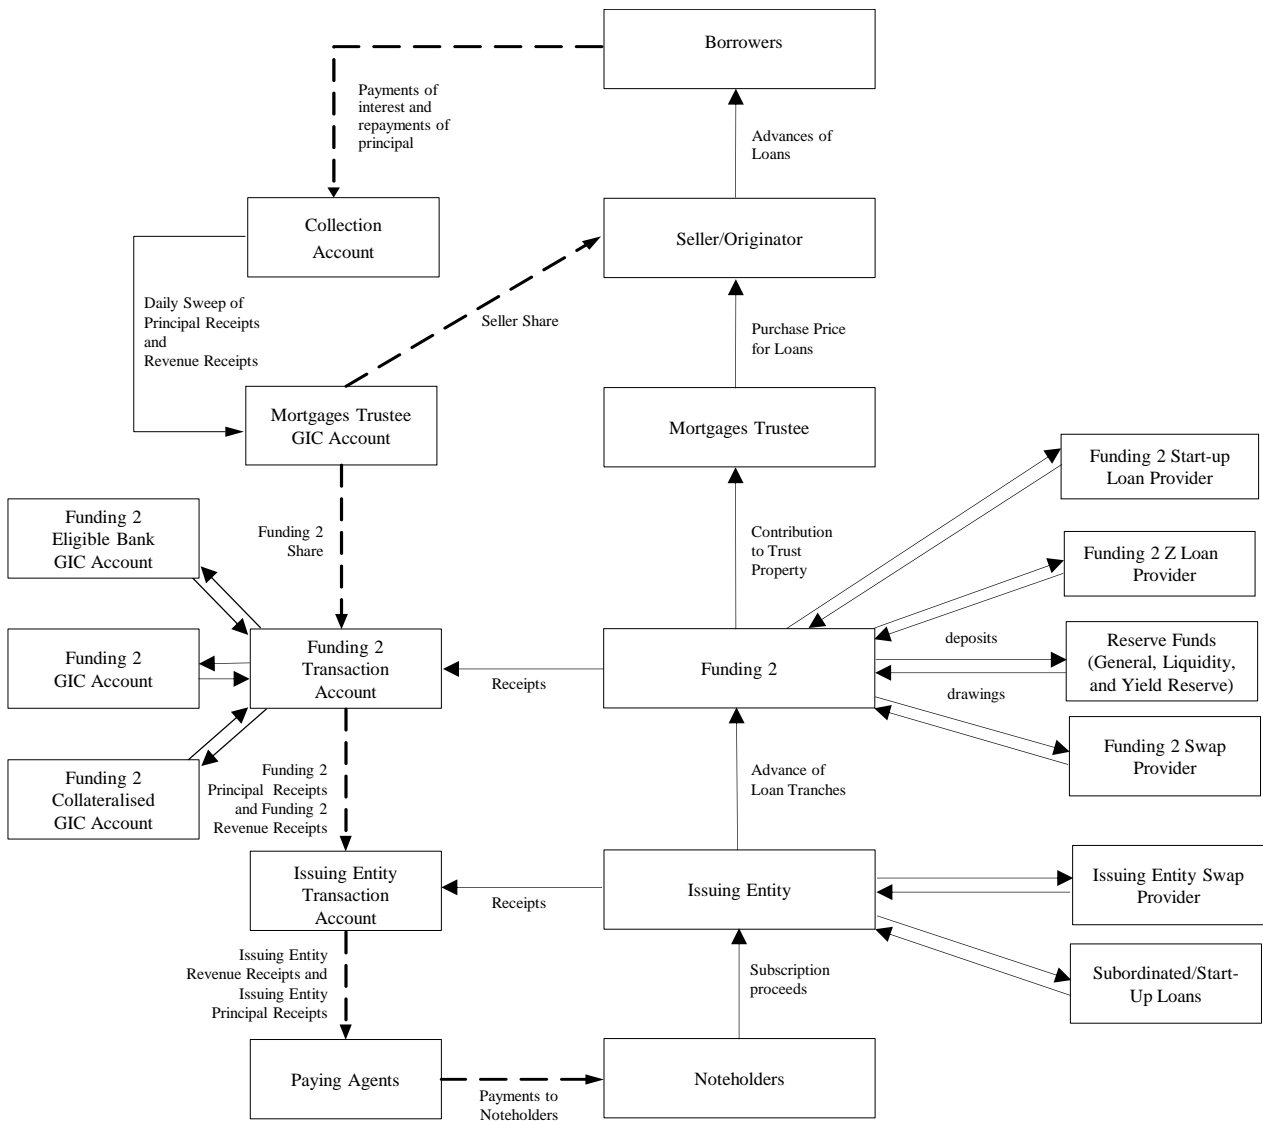 Borrowers
Payments of
interest and
repayments of
principal
Advances of
Loans
Collection
Account
Seller/Originator
Daily Sweep of
Principal Receipts
and
Revenue Receipts
Seller Share
Purchase Price
for Loans
Mortgages Trustee
GIC Account
Mortgages Trustee
Funding 2 Start-up
Loan Provider
Funding 2
Eligible Bank
GIC Account
Funding 2
Share
Contribution
to Trust
Property
Funding 2 Z Loan
Provider
Funding 2
GIC Account
Funding 2
Transaction
Account
Receipts
Funding 2
deposits
drawings
Reserve Funds
(General, Liquidity,
and Yield Reserve)
Funding 2
Collateralised
GIC Account
Funding 2
Principal Receipts
and Funding 2
Revenue Receipts
Advance of
Loan Tranches
Funding 2 Swap
Provider
Issuing Entity
Transaction
Account
Receipts
Issuing Entity
Issuing Entity Swap
Provider
Issuing Entity
Revenue Receipts and
Issuing Entity
Principal Receipts
Subscription
proceeds
Subordinated/Start-
Up Loans
Paying Agents
Payments to
Noteholders
Noteholders